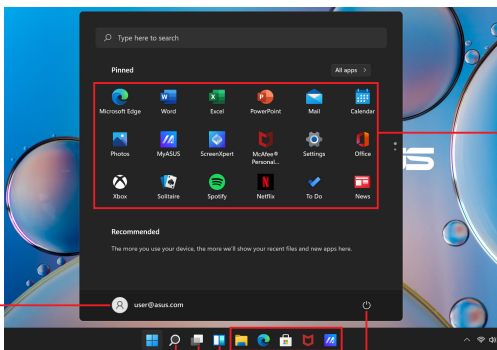 Type here to search
Pinned
All apps >
Microsoft Edge Word Excel PowerPoint Mail Calendar
Photos MyASUS ScreenXpert McAfee® Personal... Settings Office
Xbox Solitaire Spotify Netflix To Do News
Recommended
The more you use your device, the more we'll show your recent files and new apps here.
user@asus.com